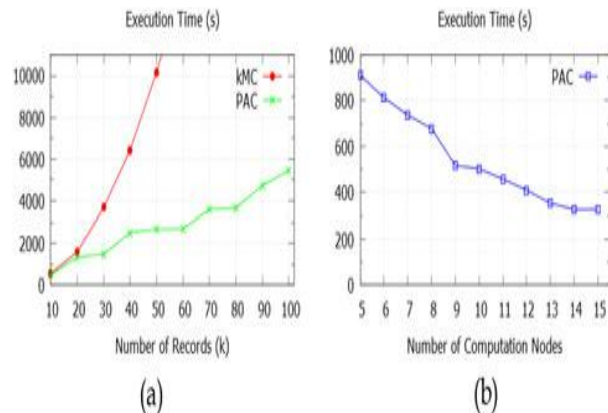 Execution Time (s)
kMC
PAC
10000
8000
6000
4000
2000
0
10 20 30 40 50 60 70 80 90 100
Number of Records (k)
(a)
Execution Time (s)
PAC
1000
800
600
400
200
0
5 6 7 8 9 10 11 12 13 14 15
Number of Computation Nodes
(b)